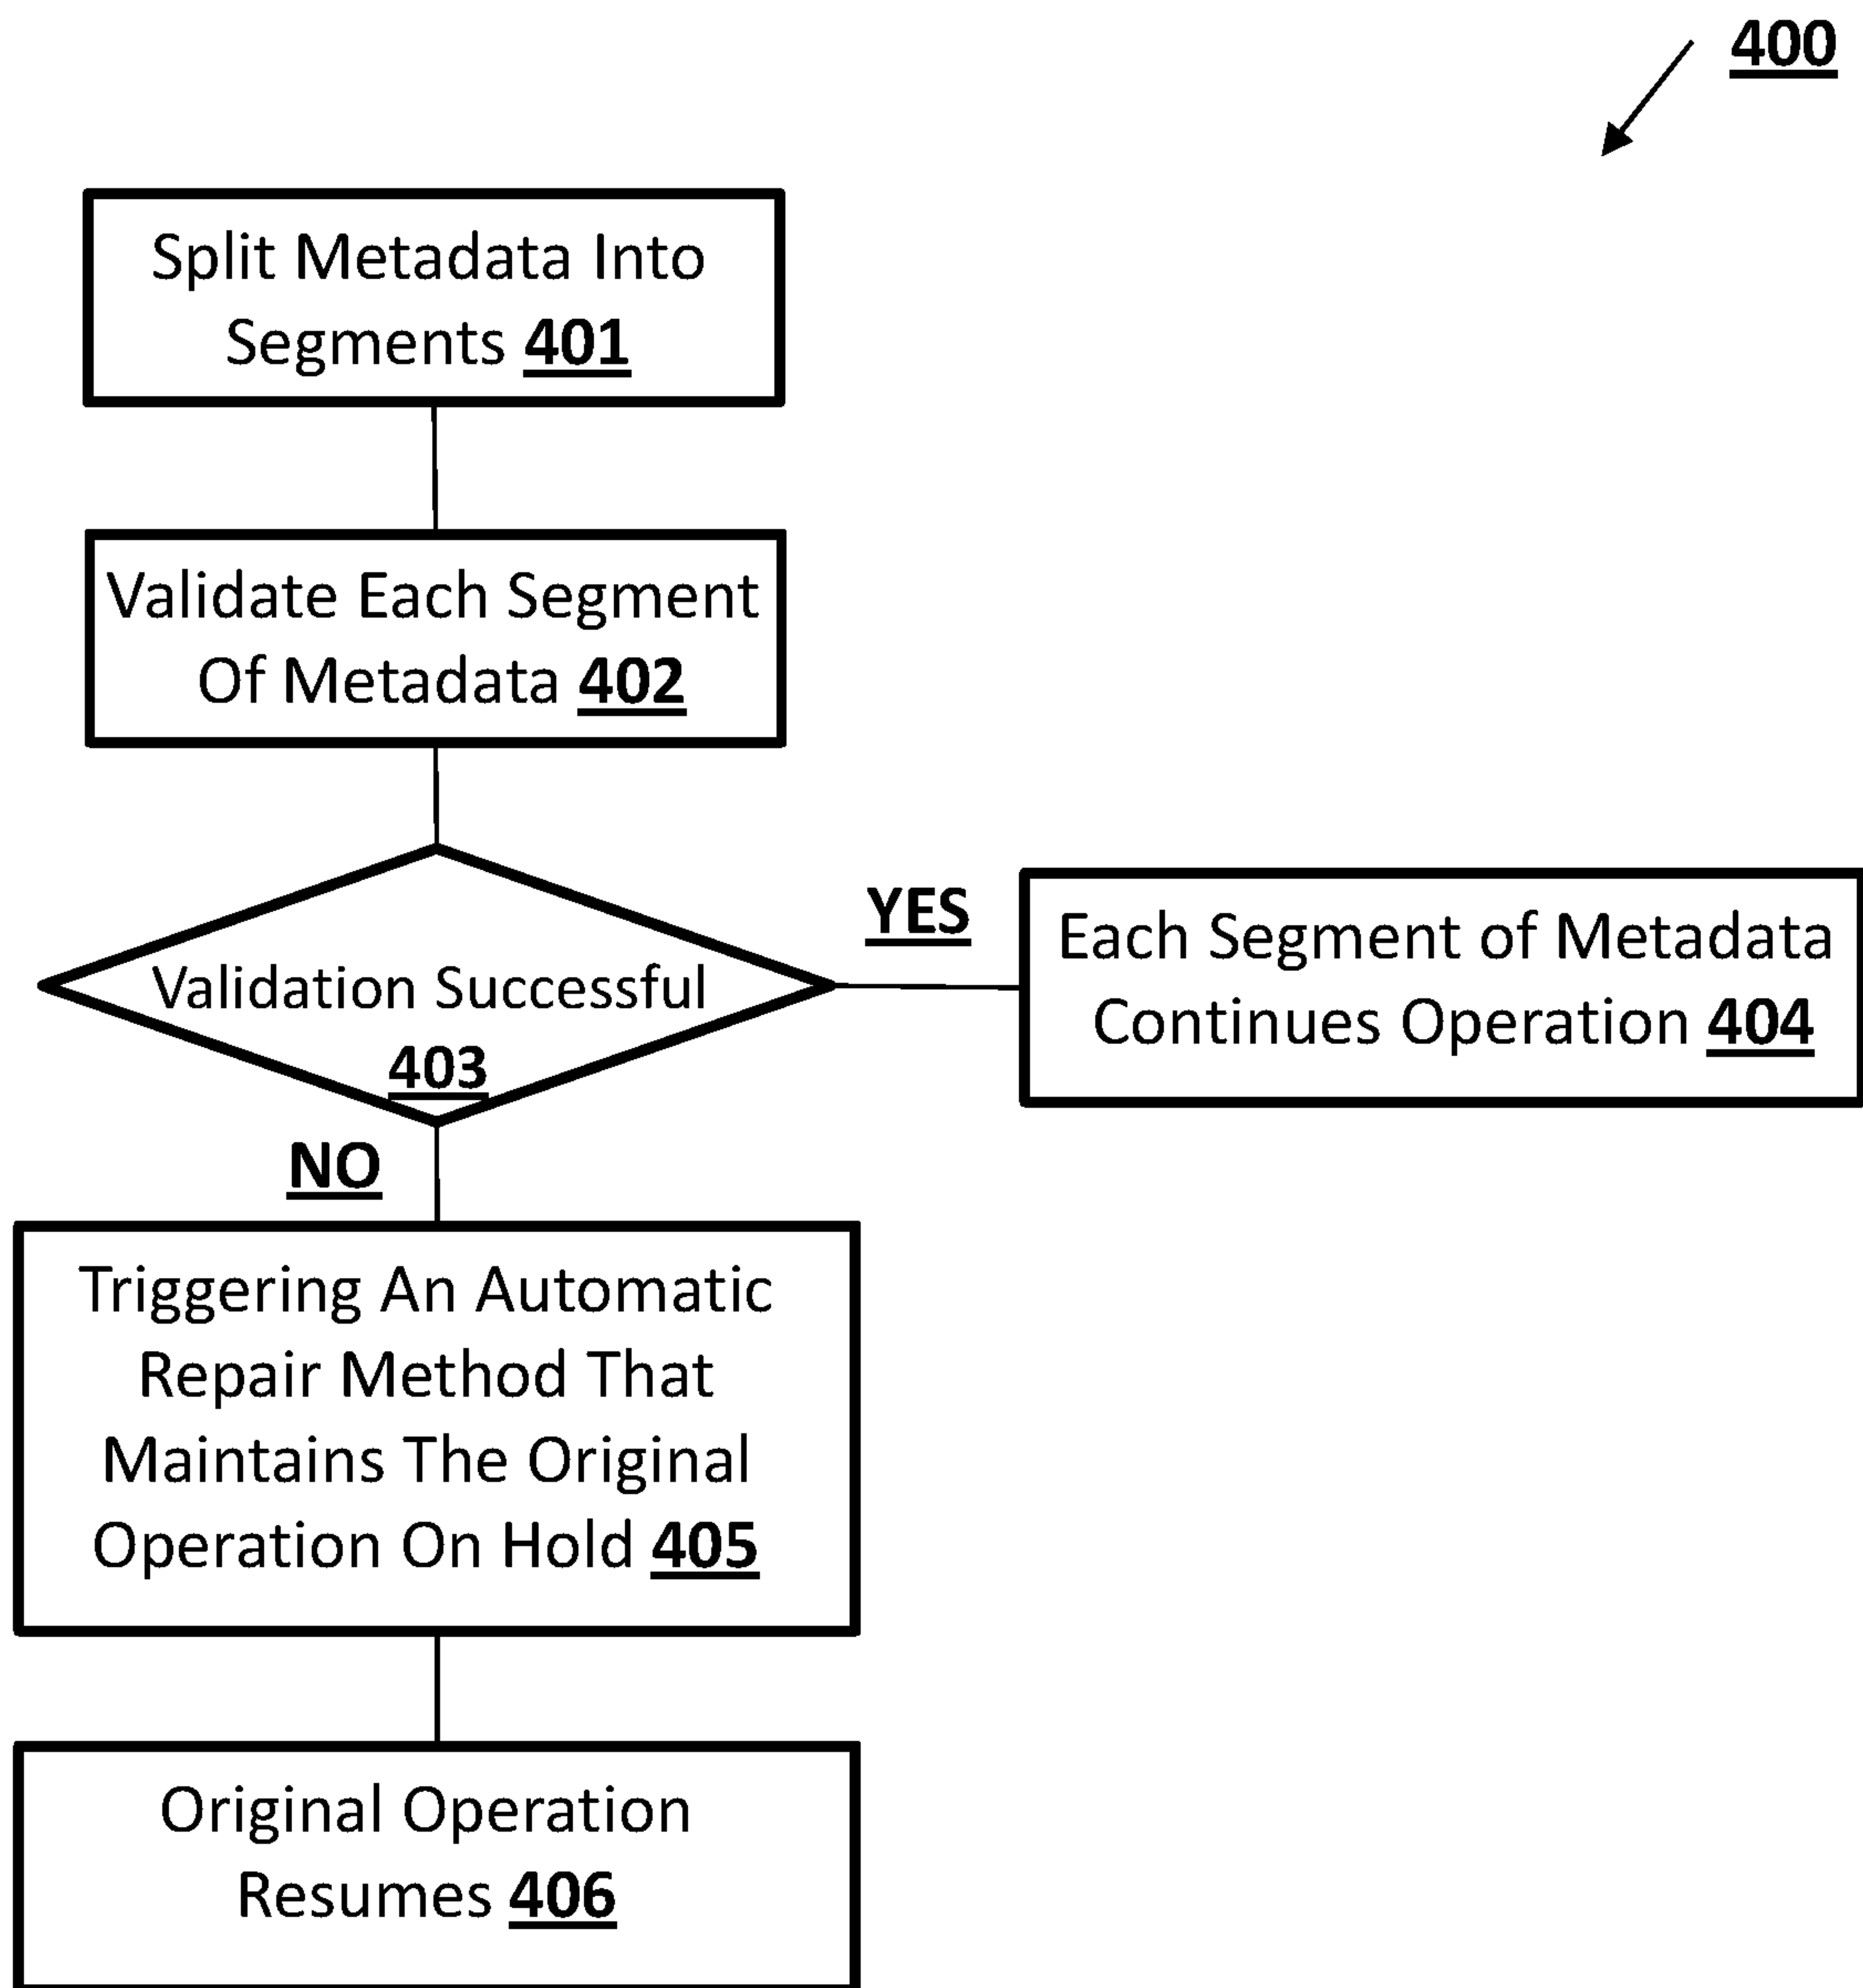 400
Split Metadata Into
Segments 401
Validate Each Segment
Of Metadata 402
Validation Successful
403
YES
Each Segment of Metadata
Continues Operation 404
NO
Triggering An Automatic
Repair Method That
Maintains The Original
Operation On Hold 405
Original Operation
Resumes 406